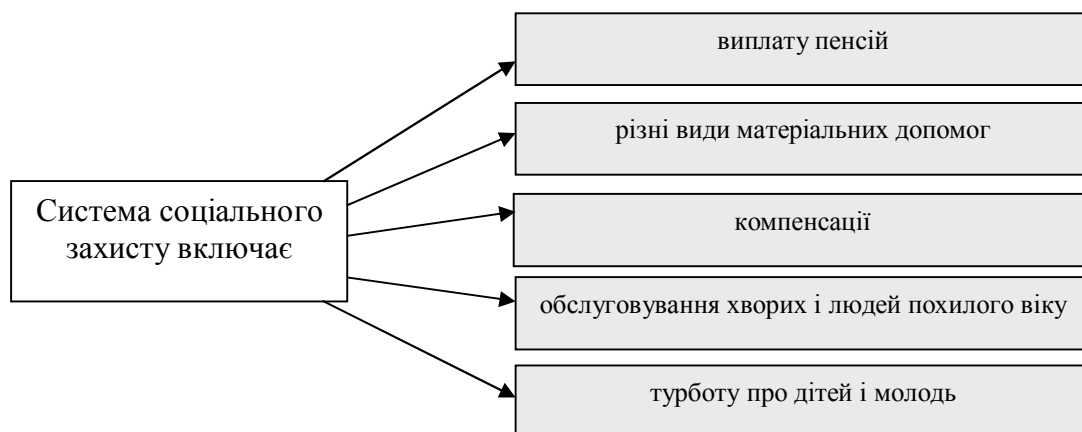 Система соціального
захисту включає
виплату пенсій
різні види матеріальних допомог
компенсації
обслуговування хворих і людей похилого віку
турботу про дітей і молодь